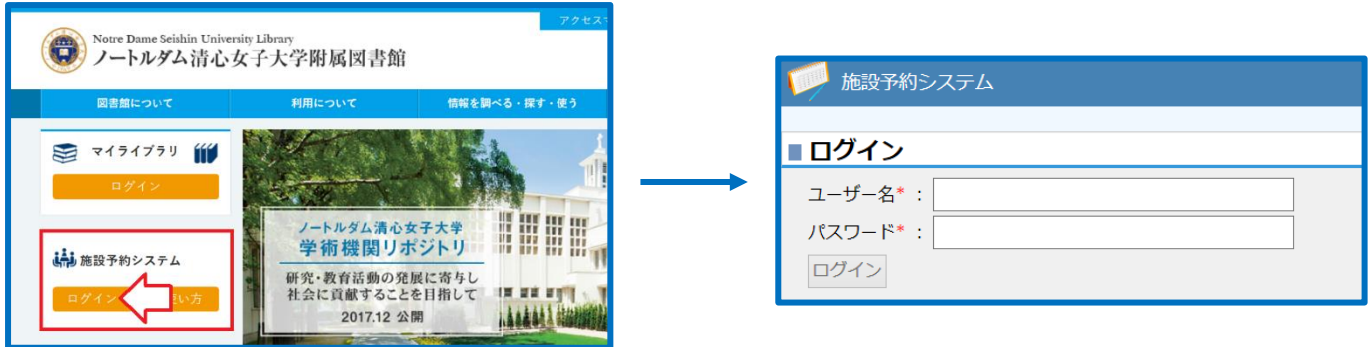 アクセス
Notre Dame Seishin University Library
ノートルダム清心女子大学附属図書館
図書館について
利用について
情報を調べる・探す・使う
マイライブラリ
ログイン
施設予約システム
ログイン
い方
ノートルダム清心女子大学
学術機関リポジトリ
研究・教育活動の発展に寄与し
社会に貢献することを目指して
2017.12 公開
施設予約システム
ログイン
ユーザー名* :
パスワード* :
ログイン